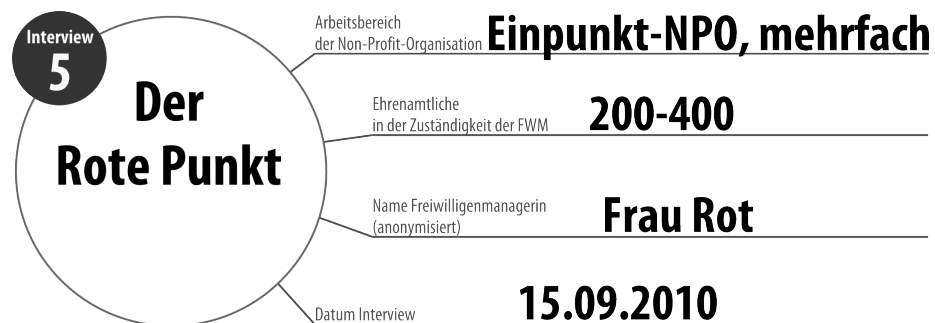 Interview
5
Der
Rote Punkt
Arbeitsbereich
der Non-Profit-Organisation Einpunkt-NPO, mehrfach
Ehrenamtliche
in der Zuständigkeit der FWM 200-400
Name Freiwilligenmanagerin
(anonymisiert) Frau Rot
Datum Interview 15.09.2010